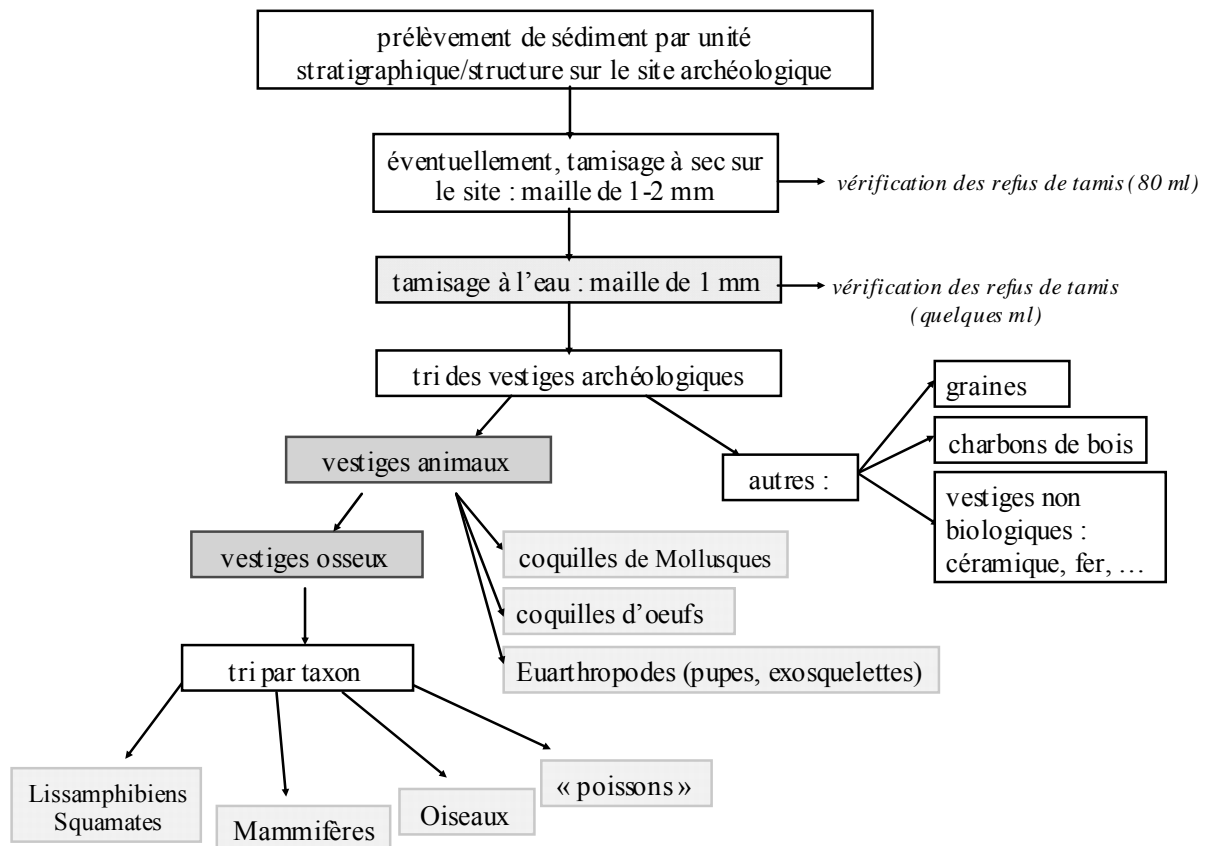 prélèvement de sédiment par unité
stratigraphique/structure sur le site archéologique
éventuellement, tamisage à sec sur
le site : maille de 1-2 mm
vérification des refus de tamis (80 ml)
tamisage à l'eau : maille de 1 mm
vérification des refus de tamis
(quelques ml)
tri des vestiges archéologiques
graines
charbons de bois
vestiges non
biologiques :
céramique, fer, …
autres :
vestiges animaux
vestiges osseux
coquilles de Mollusques
coquilles d'oeufs
Euarthropodes (pupes, exosquelettes)
tri par taxon
Lissamphibiens
Squamates
Mammifères
Oiseaux
« poissons »